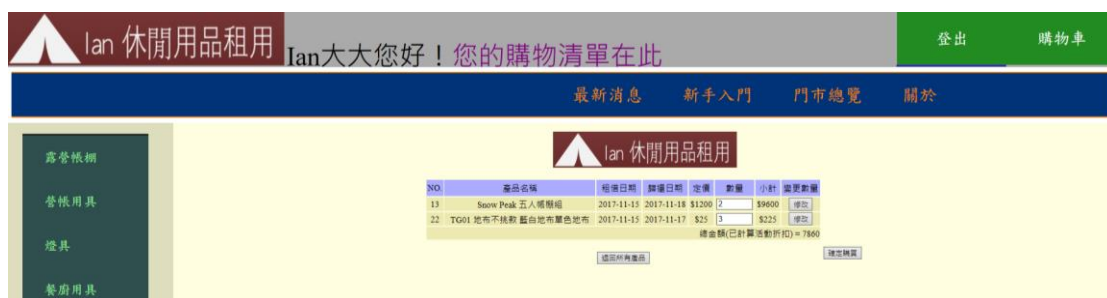 Ian 休閒用品租用
Ian大大您好！您的購物清單在此
登出 購物車
最新消息 新手入門 門市總覽 關於
露營帳棚
營帳用具
燈具
餐廚用具
Ian 休閒用品租用
NO. 產品名稱 租借日期 歸還日期 定價 數量 小計 變更數量
13 Snow Peak 五人帳棚組 2017-11-15 2017-11-18 $1200 2 $9600 修改
22 TG01 地布不挑款 藍白地布單色地布 2017-11-15 2017-11-17 $25 3 $225 修改
總金額(已計算活動折扣) = 7860
返回所有產品 確定購買